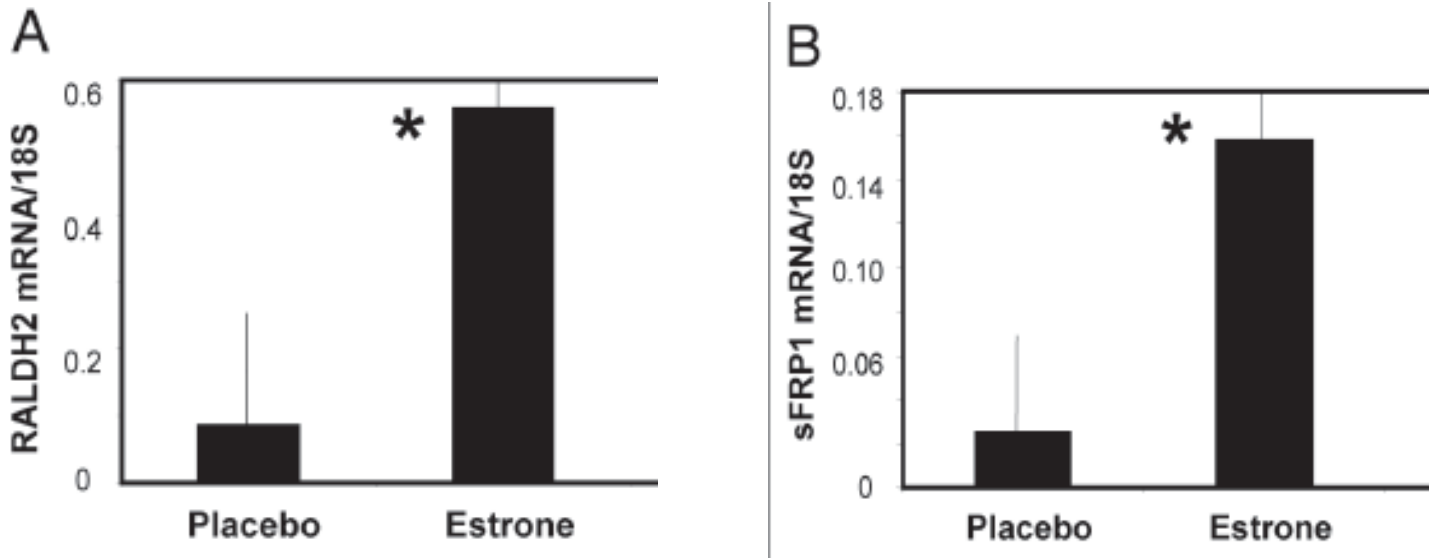 A
RALDH2 mRNA/18S
0.6
0.4
0.2
0
*
Placebo
Estrone
B
sFRP1 mRNA/18S
0.18
0.14
0.10
0.06
0
*
Placebo
Estrone